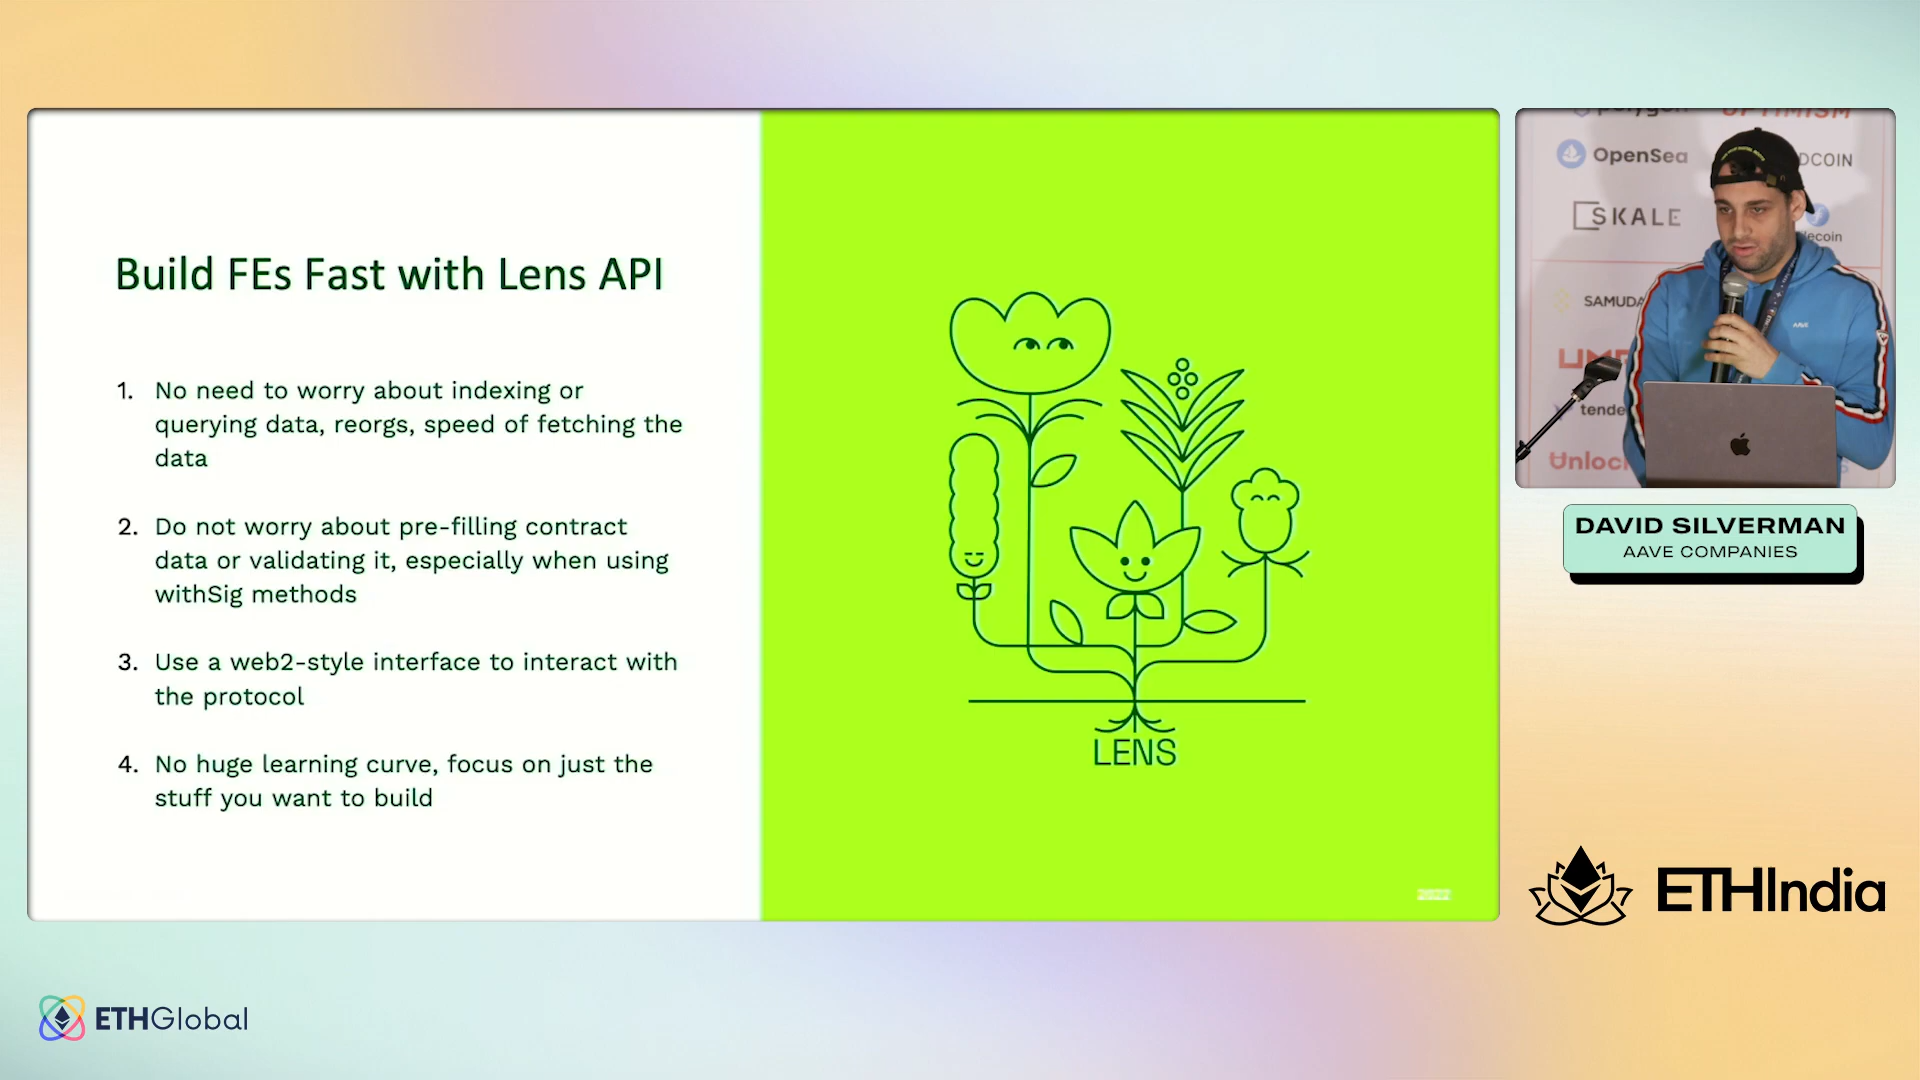 Build FEs Fast with Lens API
1. No need to worry about indexing or
querying data, reorgs, speed of fetching the
data
2. Do not worry about pre-filling contract
data or validating it, especially when using
withSig methods
3. Use a web2-style interface to interact with
the protocol
4. No huge learning curve, focus on just the
stuff you want to build
LENS
2022
OPTIMISM
OpenSea
DCOIN
SKALE
ecoin
SAMUDA
UM
tende
Unloc
DAVID SILVERMAN
AAVE COMPANIES
ETHIndia
ETHGlobal